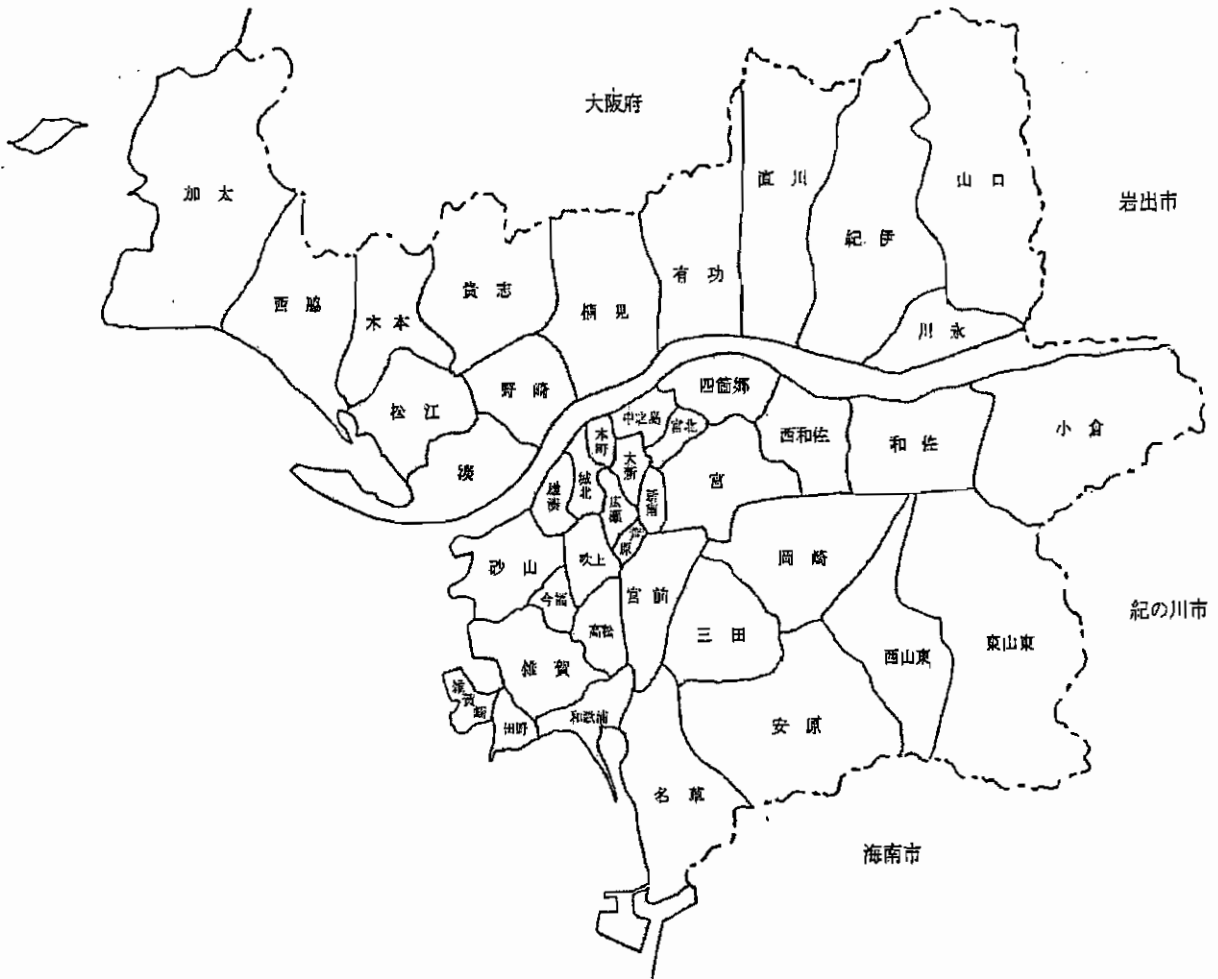 大阪府
加太
直川
山口
岩出市
紀伊
有功
貴志
西脇
楠見
木本
川永
野崎
四箇郷
松江
中之島
宮北
本町
西和佐
和佐
小倉
湊
大新
宮
城北
雄湊
広瀬
新南
芦原
岡崎
吹上
砂山
今福
宮前
紀の川市
高松
三田
東山東
西山東
雑賀
雑賀崎
和歌浦
田野
安原
名草
海南市